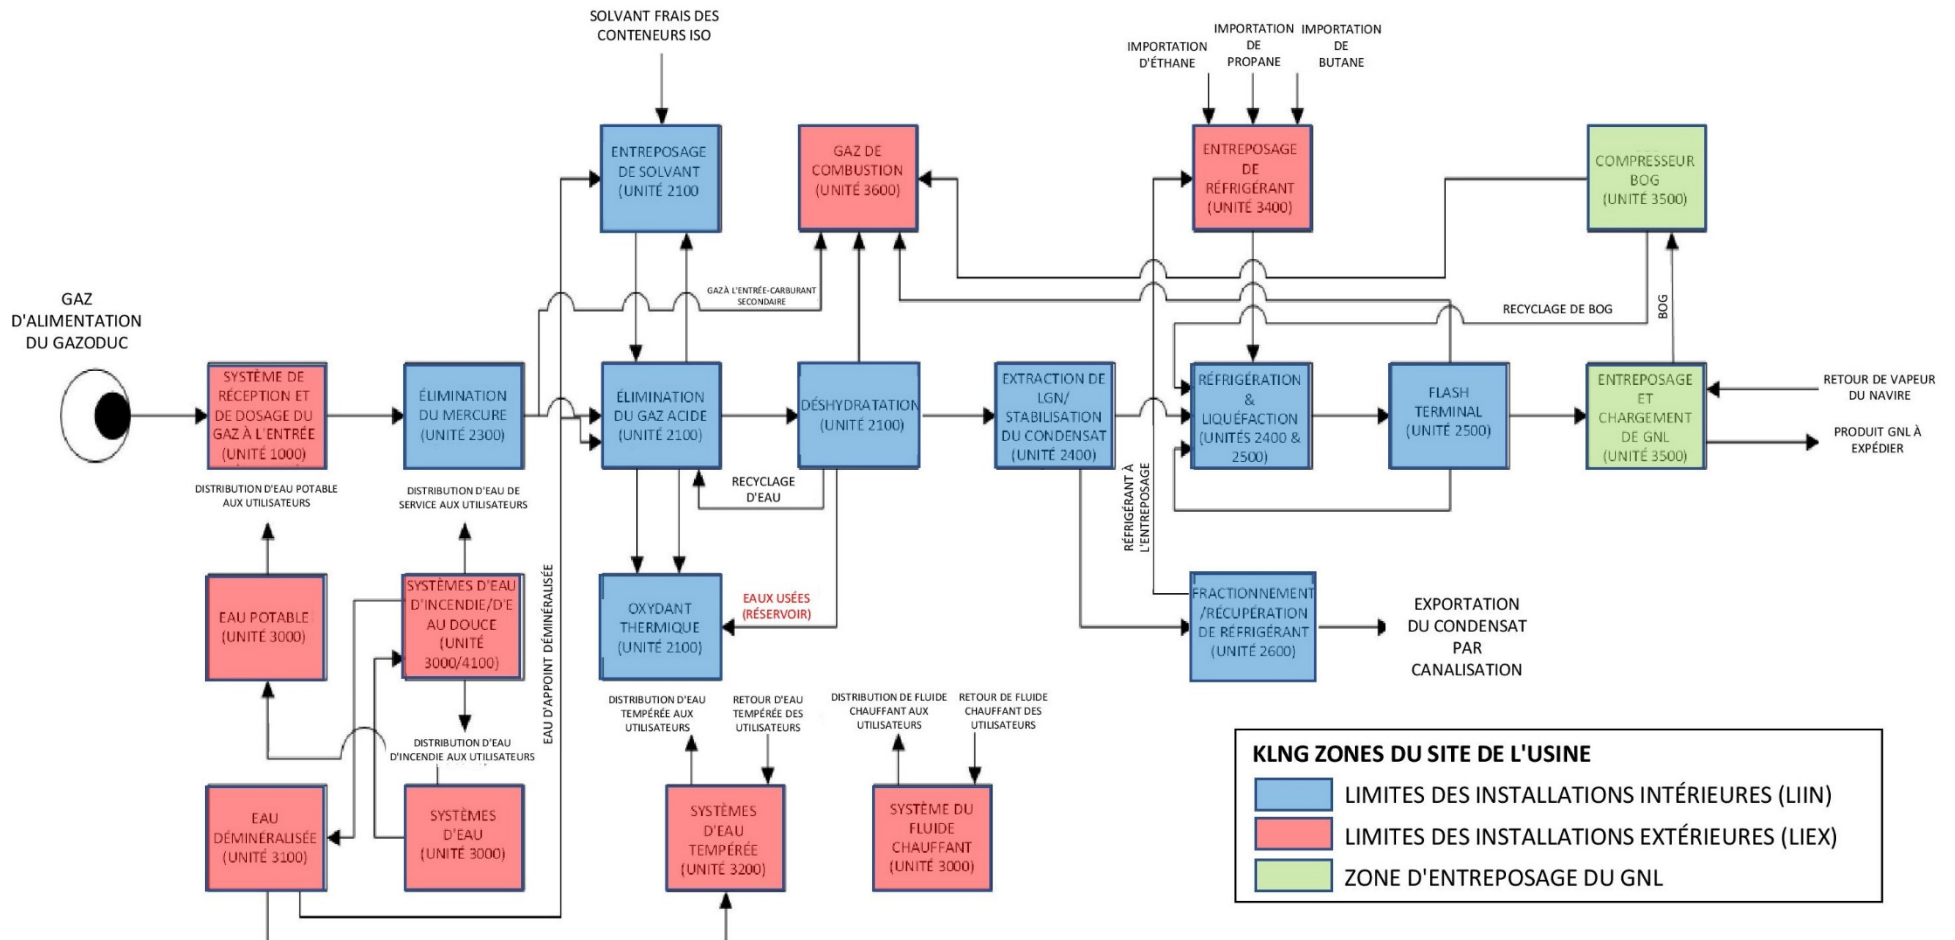 SOLVANT FRAIS DES
CONTENEURS ISO
IMPORTATION
D'ÉTHANE
IMPORTATION
DE
PROPANE
IMPORTATION
DE
BUTANE
ENTREPOSAGE
DE SOLVANT
(UNITÉ 2100
GAZ DE
COMBUSTION
(UNITÉ 3600)
ENTREPOSAGE
DE
RÉFRIGÉRANT
(UNITÉ 3400)
COMPRESSEUR
BOG
(UNITÉ 3500)
GAZ À L'ENTRÉE-CARBURANT
SECONDAIRE
RECYCLAGE DE BOG
BOG
GAZ
D'ALIMENTATION
DU GAZODUC
SYSTÈME DE
RÉCEPTION ET
DE DOSAGE DU
GAZ À L'ENTRÉE
(UNITÉ 1000)
ÉLIMINATION
DU MERCURE
(UNITÉ 2300)
ÉLIMINATION
DU GAZ ACIDE
(UNITÉ 2100)
DÉSHYDRATATION
(UNITÉ 2100)
EXTRACTION DE
LGN/
STABILISATION
DU CONDENSAT
(UNITÉ 2400)
RÉFRIGÉRATION
&
LIQUÉFACTION
(UNITÉS 2400 &
2500)
FLASH
TERMINAL
(UNITÉ 2500)
ENTREPOSAGE
ET
CHARGEMENT
DE GNL
(UNITÉ 3500)
RETOUR DE VAPEUR
DU NAVIRE
PRODUIT GNL À
EXPÉDIER
DISTRIBUTION D'EAU POTABLE
AUX UTILISATEURS
DISTRIBUTION D'EAU DE
SERVICE AUX UTILISATEURS
RECYCLAGE
D'EAU
RÉFRIGÉRANT À
L'ENTREPOSAGE
EAU D'APPOINT DÉMINÉRALISÉE
EAU POTABLE
(UNITÉ 3000)
SYSTÈMES D'EAU
D'INCENDIE/D'E
AU DOUCE
(UNITÉ
3000/4100)
OXYDANT
THERMIQUE
(UNITÉ 2100)
EAUX USÉES
(RÉSERVOIR)
FRACTIONNEMENT
/RÉCUPÉRATION
DE RÉFRIGÉRANT
(UNITÉ 2600)
EXPORTATION
DU CONDENSAT
PAR
CANALISATION
DISTRIBUTION D'EAU
D'INCENDIE AUX UTILISATEURS
DISTRIBUTION D'EAU
TEMPÉRÉE AUX
UTILISATEURS
RETOUR D'EAU
TEMPÉRÉE DES
UTILISATEURS
DISTRIBUTION DE FLUIDE
CHAUFFANT AUX
UTILISATEURS
RETOUR DE FLUIDE
CHAUFFANT DES
UTILISATEURS
EAU
DÉMINÉRALISÉE
(UNITÉ 3100)
SYSTÈMES
D'EAU
(UNITÉ 3000)
SYSTÈMES
D'EAU
TEMPÉRÉE
(UNITÉ 3200)
SYSTÈME DU
FLUIDE
CHAUFFANT
(UNITÉ 3000)
KLNG ZONES DU SITE DE L'USINE
LIMITES DES INSTALLATIONS INTÉRIEURES (LIIN)
LIMITES DES INSTALLATIONS EXTÉRIEURES (LIEX)
ZONE D'ENTREPOSAGE DU GNL